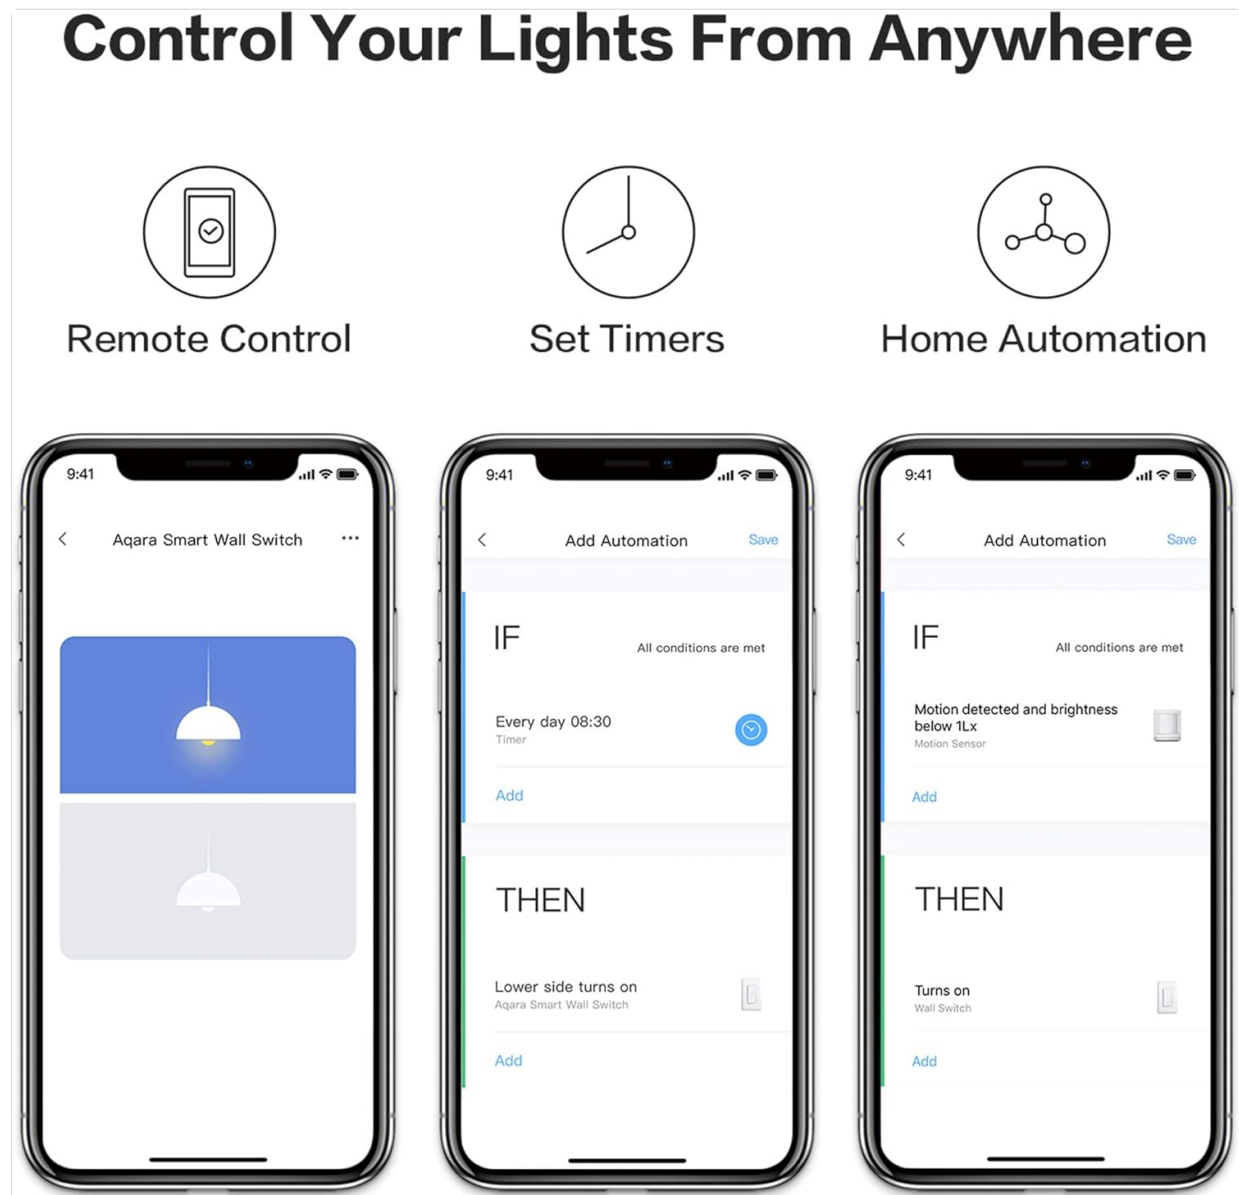 Control Your Lights From Anywhere
Remote Control
Set Timers
Home Automation
9:41
Aqara Smart Wall Switch
9:41
Add Automation
Save
IF
All conditions are met
Every day 08:30
Timer
Add
THEN
Lower side turns on
Aqara Smart Wall Switch
Add
9:41
Add Automation
Save
IF
All conditions are met
Motion detected and brightness
below 1Lx
Motion Sensor
Add
THEN
Turns on
Wall Switch
Add